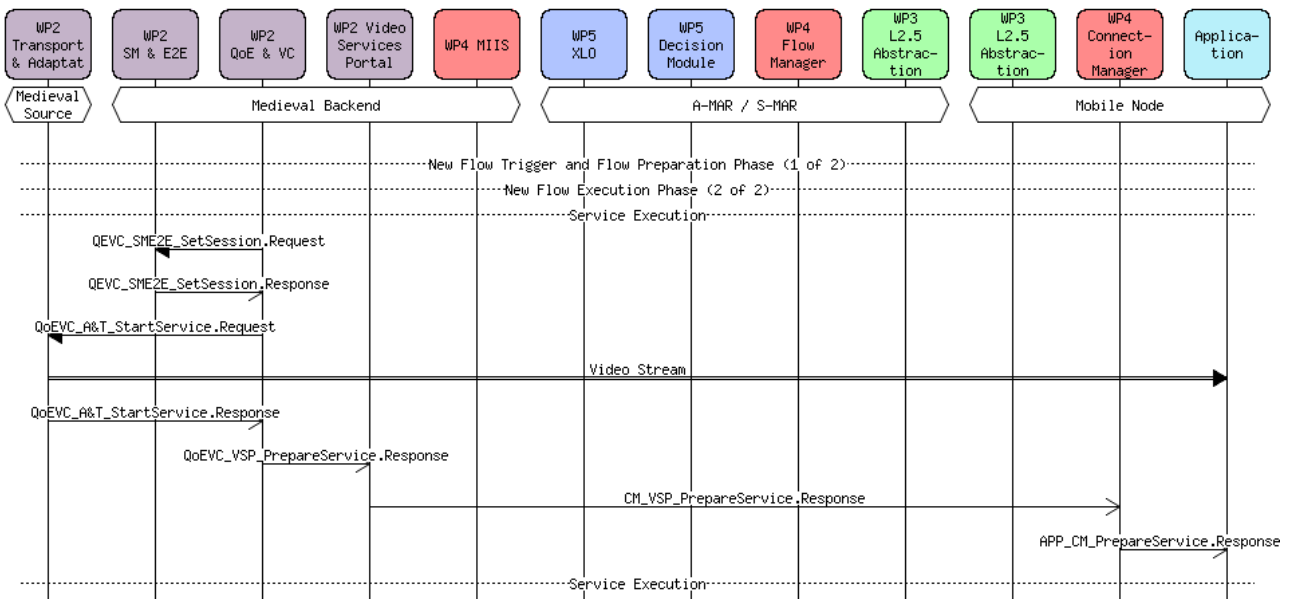 WP2
Transport
& Adaptat
WP2
SM & E2E
WP2
QoE & VC
WP2 Video
Services
Portal
WP4 MIIS
WP5
XLO
WP5
Decision
Module
WP4
Flow
Manager
WP3
L2.5
Abstrac-
tion
WP3
L2.5
Abstrac-
tion
WP4
Connect-
ion
Manager
Applica-
tion
Medieval
Source
Medieval Backend
A-MAR / S-MAR
Mobile Node
New Flow Trigger and Flow Preparation Phase (1 of 2)
New Flow Execution Phase (2 of 2)
Service Execution
QEVC_SME2E_SetSession.Request
QEVC_SME2E_SetSession.Response
QoEVC_A&T_StartService.Request
Video Stream
QoEVC_A&T_StartService.Response
QoEVC_VSP_PrepareService.Response
CM_VSP_PrepareService.Response
APP_CM_PrepareService.Response
Service Execution